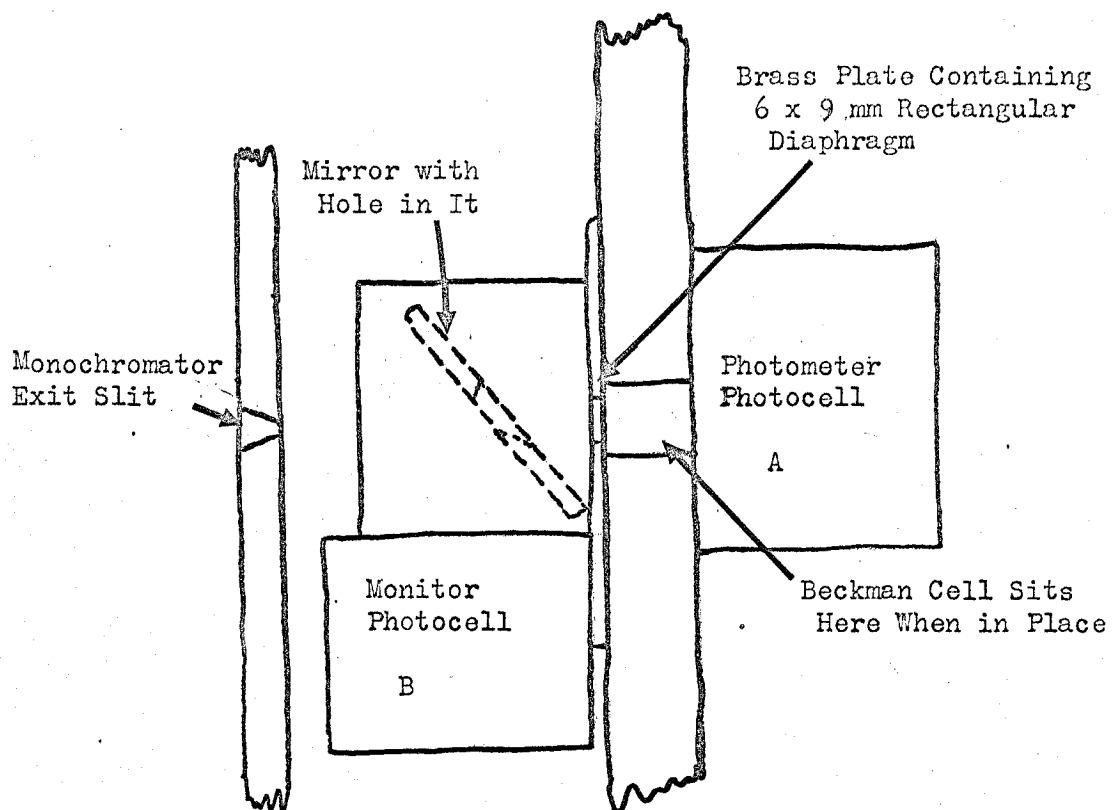 Brass Plate Containing
6 x 9 mm Rectangular
Diaphragm
Mirror with
Hole in It
Monochromator
Exit Slit
Photometer
Photocell
A
Monitor
Photocell
B
Beckman Cell Sits
Here When in Place